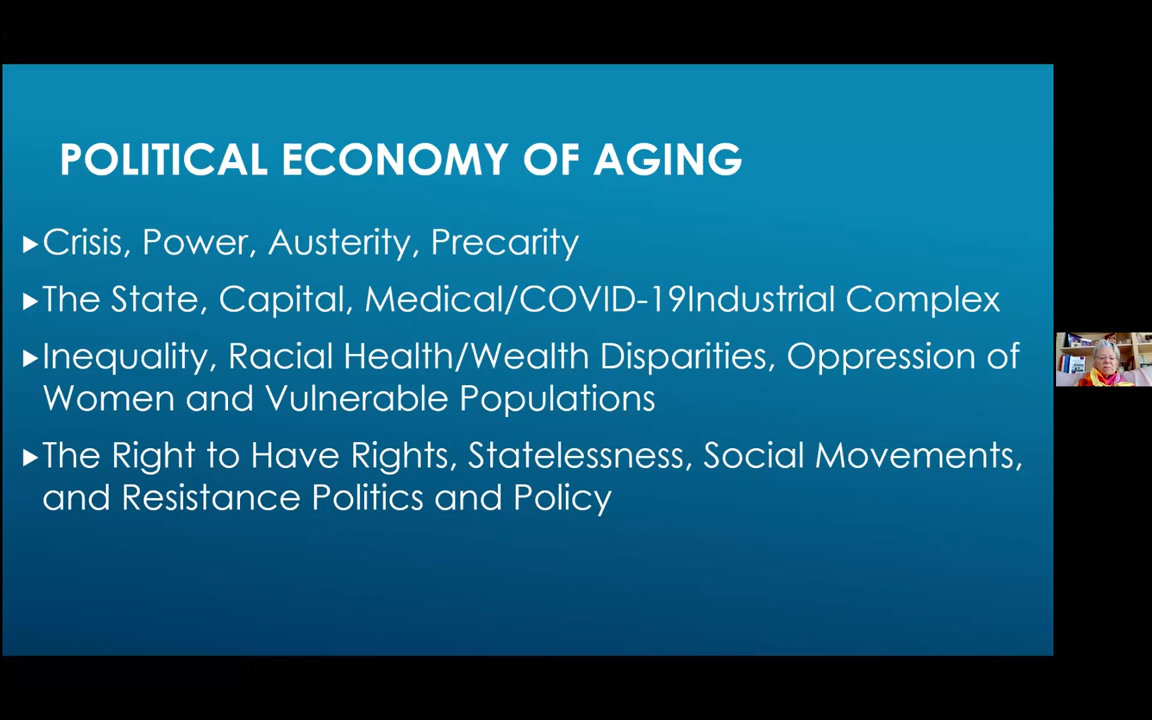 POLITICAL ECONOMY OF AGING
Crisis, Power, Austerity, Precarity
The State, Capital, Medical/COVID-19Industrial Complex
Inequality, Racial Health/Wealth Disparities, Oppression of
Women and Vulnerable Populations
The Right to Have Rights, Statelessness, Social Movements,
and Resistance Politics and Policy